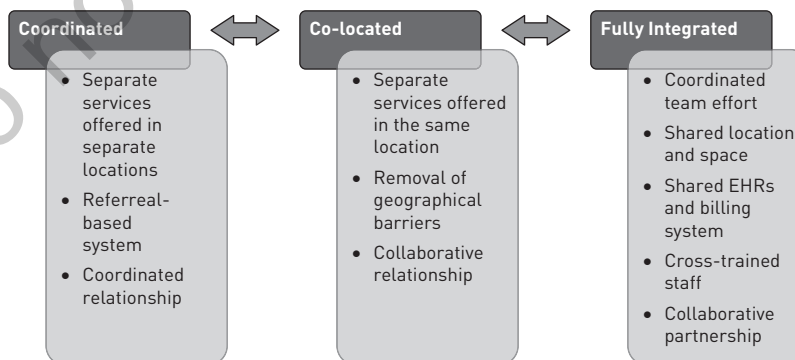 Coordinated
• Separate
services
offered in
separate
locations
• Referreal-
based
system
• Coordinated
relationship
Co-located
• Separate
services offered
in the same
location
• Removal of
geographical
barriers
• Collaborative
relationship
Fully Integrated
• Coordinated
team effort
• Shared location
and space
• Shared EHRs
and billing
system
• Cross-trained
staff
• Collaborative
partnership